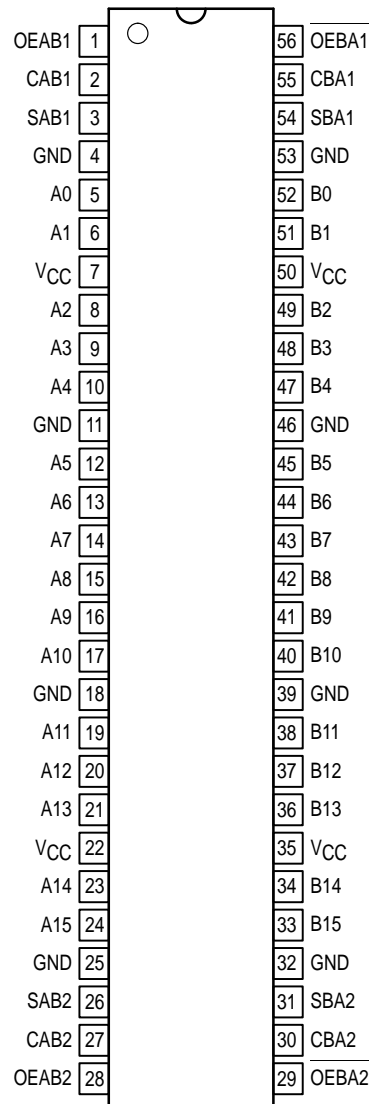 OEAB1 1 56 OEBA1
CAB1 2 55 CBA1
SAB1 3 54 SBA1
GND 4 53 GND
A0 5 52 B0
A1 6 51 B1
VCC 7 50 VCC
A2 8 49 B2
A3 9 48 B3
A4 10 47 B4
GND 11 46 GND
A5 12 45 B5
A6 13 44 B6
A7 14 43 B7
A8 15 42 B8
A9 16 41 B9
A10 17 40 B10
GND 18 39 GND
A11 19 38 B11
A12 20 37 B12
A13 21 36 B13
VCC 22 35 VCC
A14 23 34 B14
A15 24 33 B15
GND 25 32 GND
SAB2 26 31 SBA2
CAB2 27 30 CBA2
OEAB2 28 29 OEBA2